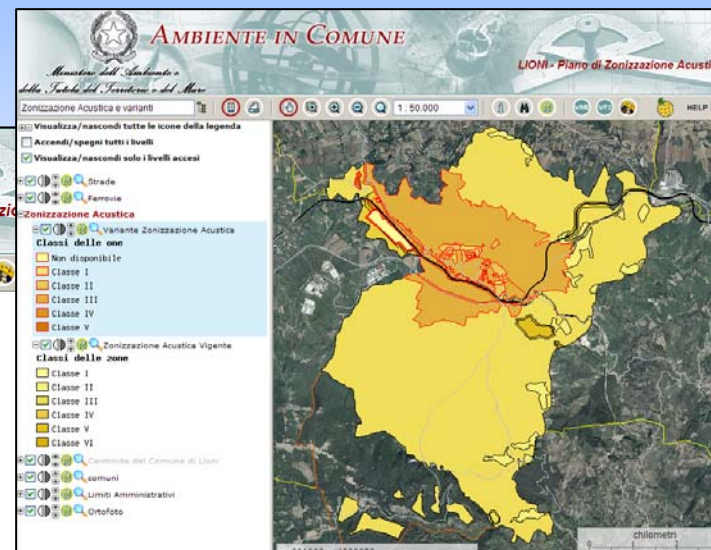 AMBIENTE IN COMUNE
Ministero dell'Ambiente e
della Tutela del Territorio e del Mare
LIONI - Piano di Zonizzazione Acusti
Zonizzazione Acustica e varianti
1:50.000
HELP
Visualizza/nascondi tutte le icone della legenda
Accendi/spegni tutti i livelli
Visualizza/nascondi solo i livelli accesi
Strade
Ferrovie
Zonizzazione Acustica
Variante Zonizzazione Acustica
Classi delle one
Non disponibile
Classe I
Classe II
Classe III
Classe IV
Classe V
Zonizzazione Acustica Vigente
Classi delle zone
Classe I
Classe II
Classe III
Classe IV
Classe V
Classe VI
del Comune di Lioni
comuni
Limiti Amministrativi
Ortofoto
chilometri